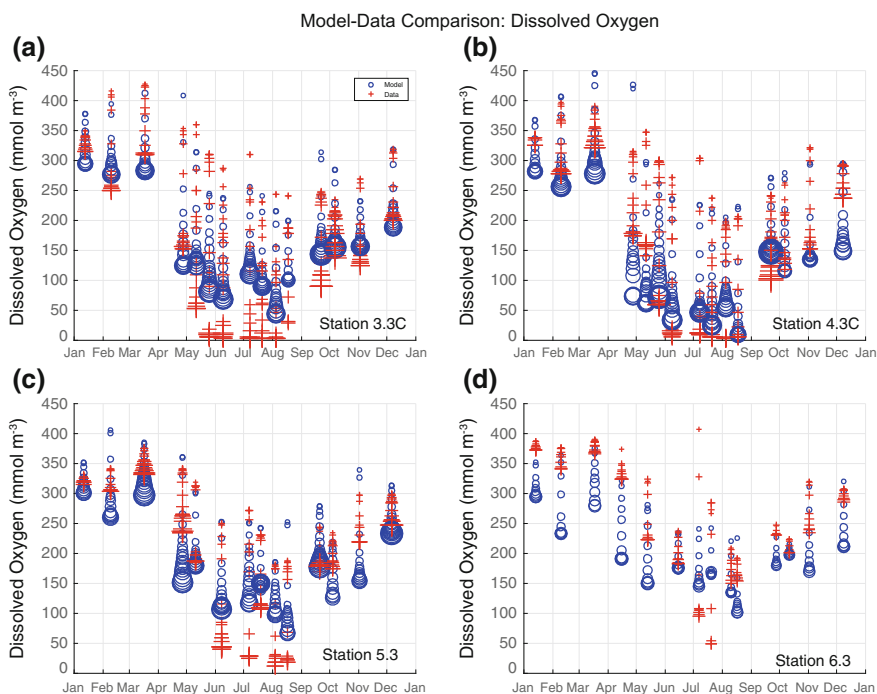 Model-Data Comparison: Dissolved Oxygen
(a)
Dissolved Oxygen (mmol m-3)
450
400
350
300
250
200
150
100
50
0
Model
Data
Station 3.3C
Jan Feb Mar Apr May Jun Jul Aug Sep Oct Nov Dec Jan
(b)
Dissolved Oxygen (mmol m-3)
450
400
350
300
250
200
150
100
50
0
Station 4.3C
Jan Feb Mar Apr May Jun Jul Aug Sep Oct Nov Dec Jan
(c)
Dissolved Oxygen (mmol m-3)
450
400
350
300
250
200
150
100
50
0
Station 5.3
Jan Feb Mar Apr May Jun Jul Aug Sep Oct Nov Dec Jan
(d)
Dissolved Oxygen (mmol m-3)
450
400
350
300
250
200
150
100
50
0
Station 6.3
Jan Feb Mar Apr May Jun Jul Aug Sep Oct Nov Dec Jan